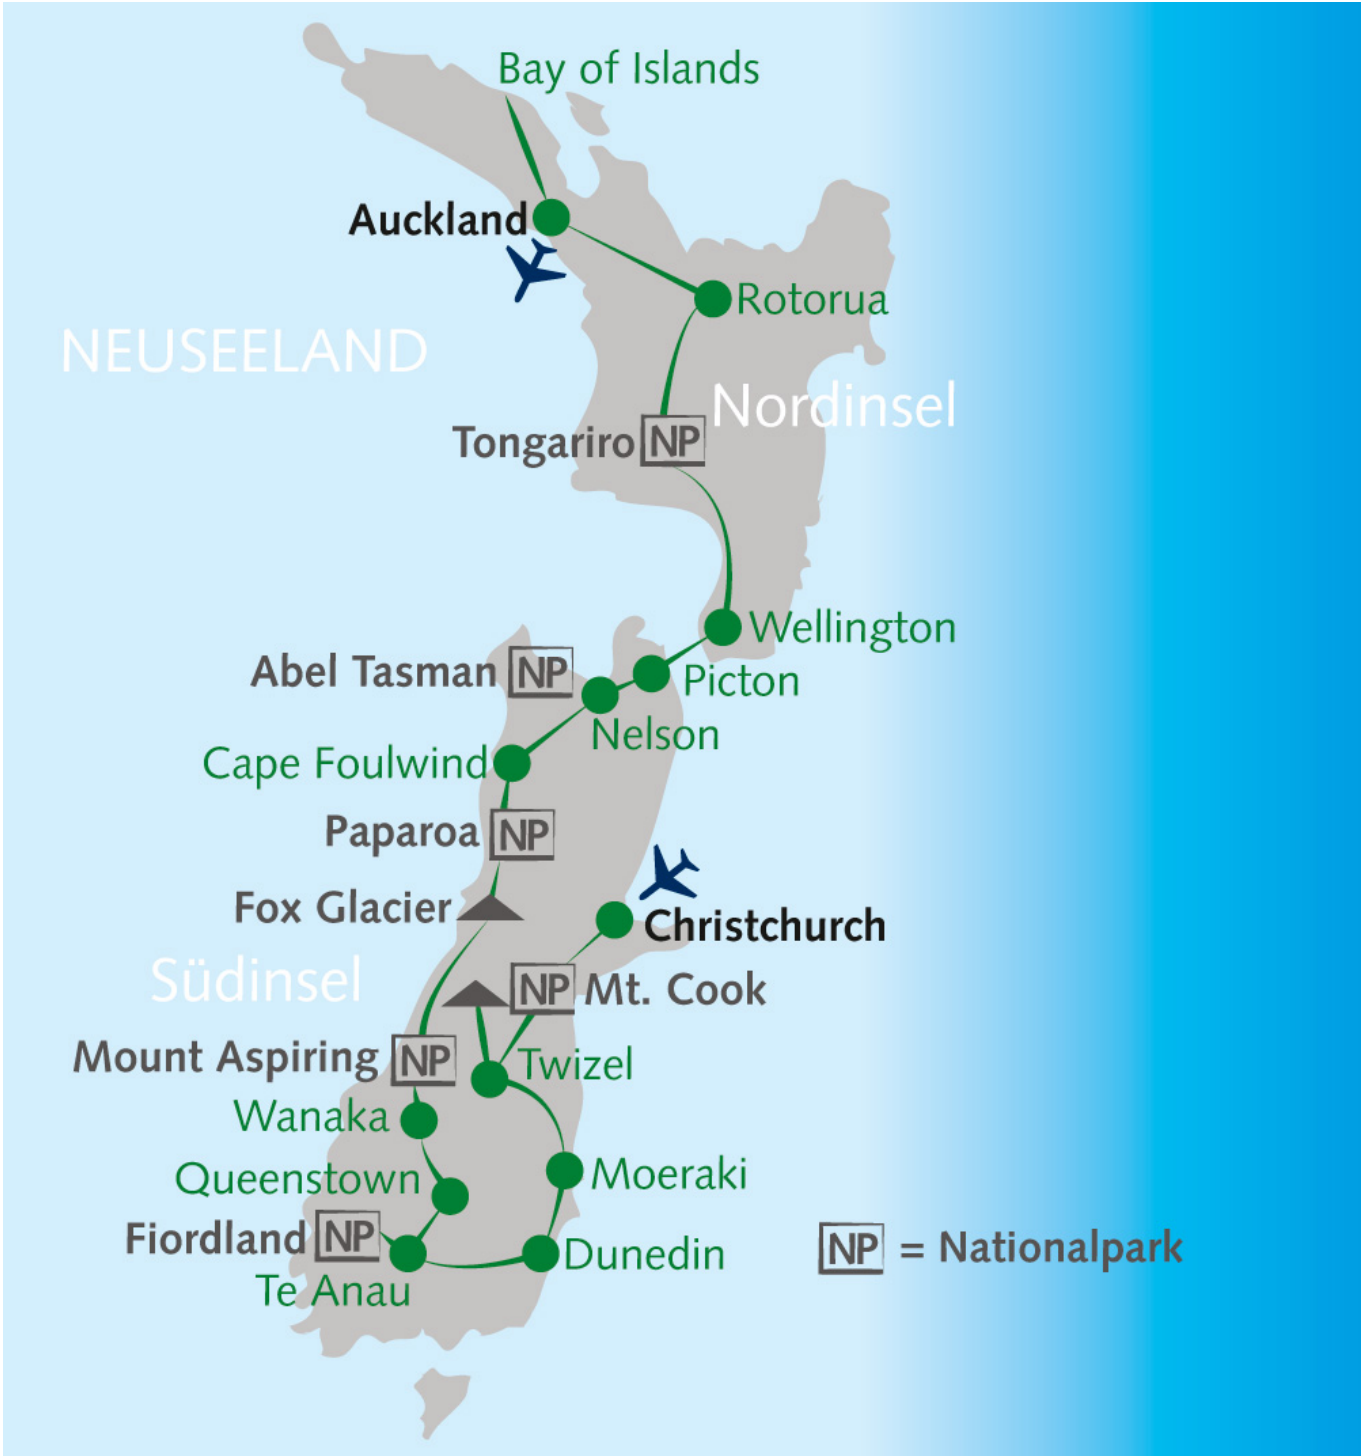 Bay of Islands
Auckland
Rotorua
NEUSEELAND
Nordinsel
Tongariro NP
Wellington
Abel Tasman NP
Picton
Nelson
Cape Foulwind
Paparoa NP
Fox Glacier
Christchurch
Südinsel
NP Mt. Cook
Mount Aspiring NP
Twizel
Wanaka
Queenstown
Moeraki
Fiordland NP
Dunedin
NP = Nationalpark
Te Anau